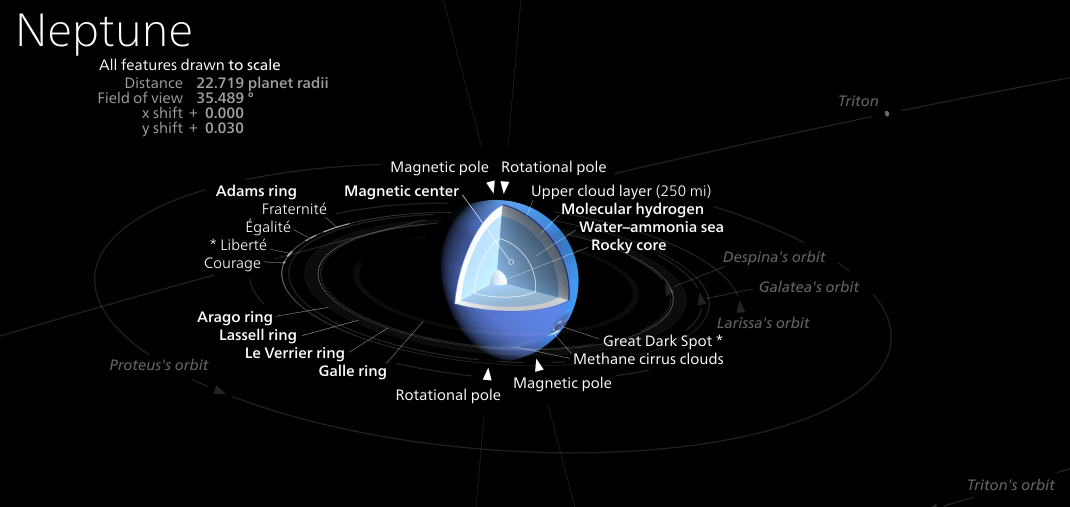 Neptune
All features drawn to scale
Distance 22.719 planet radii
Field of view 35.489 °
x shift + 0.000
y shift + 0.030
Triton
Magnetic pole
Rotational pole
Adams ring
Magnetic center
Upper cloud layer (250 mi)
Fraternité
Molecular hydrogen
Égalité
Water–ammonia sea
* Liberté
Rocky core
Courage
Despina's orbit
Galatea's orbit
Arago ring
Larissa's orbit
Lassell ring
Great Dark Spot *
Le Verrier ring
Methane cirrus clouds
Proteus's orbit
Galle ring
Magnetic pole
Rotational pole
Triton's orbit